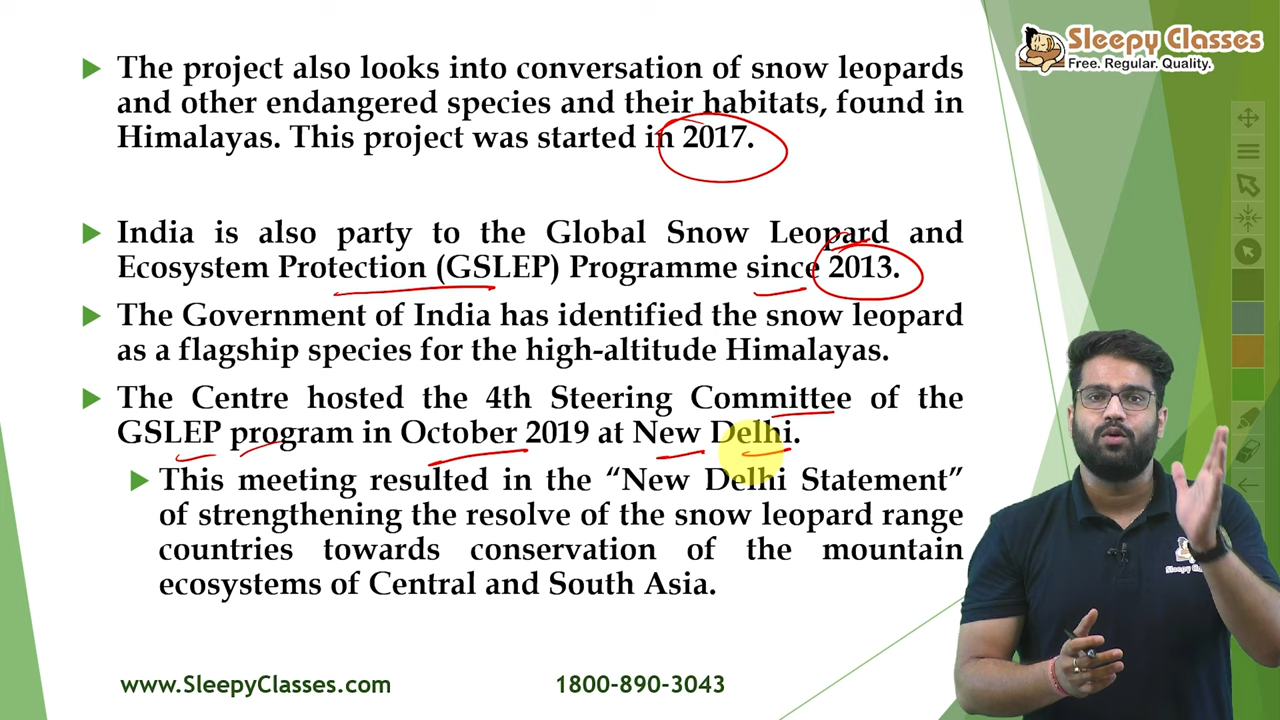 Sleepy Classes
Free. Regular. Quality.
The project also looks into conversation of snow leopards
and other endangered species and their habitats, found in
Himalayas. This project was started in 2017.
India is also party to the Global Snow Leopard and
Ecosystem Protection (GSLEP) Programme since 2013.
The Government of India has identified the snow leopard
as a flagship species for the high-altitude Himalayas.
The Centre hosted the 4th Steering Committee of the
GSLEP program in October 2019 at New Delhi.
This meeting resulted in the “New Delhi Statement”
of strengthening the resolve of the snow leopard range
countries towards conservation of the mountain
ecosystems of Central and South Asia.
www.SleepyClasses.com
1800-890-3043